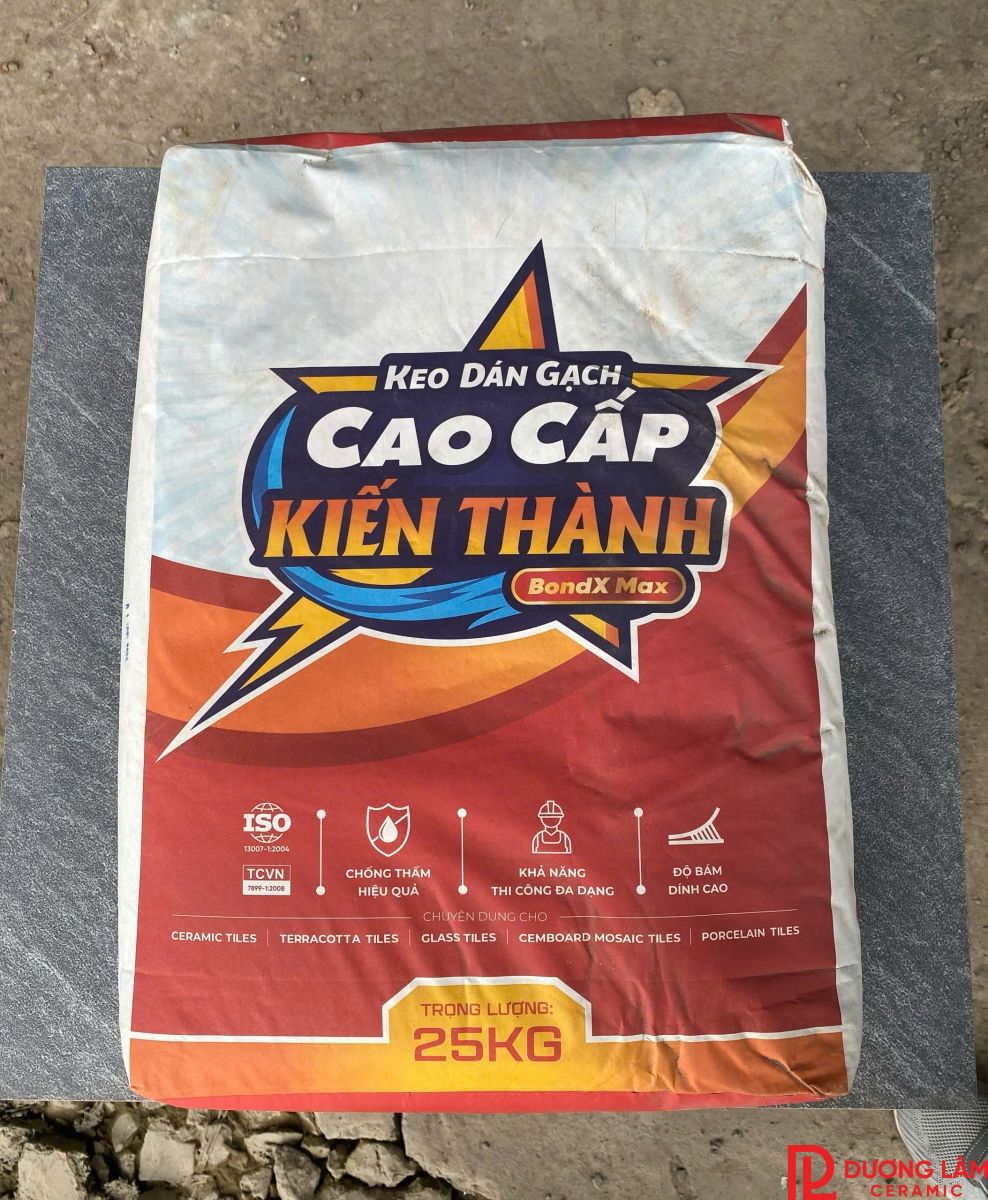 KEO DÁN GẠCH
CAO CẤP
KIẾN THÀNH
BondX Max
ISO
13007-1:2004
TCVN
7899-1:2008
CHỐNG THẤM
HIỆU QUẢ
KHẢ NĂNG
THI CÔNG ĐA DẠNG
ĐỘ BÁM
DÍNH CAO
CHUYÊN DUNG CHO
CERAMIC TILES
TERRACOTTA TILES
GLASS TILES
CEMBOARD MOSAIC TILES
PORCELAIN TILES
TRỌNG LƯỢNG:
25KG
DƯƠNG LÂM
CERAMIC